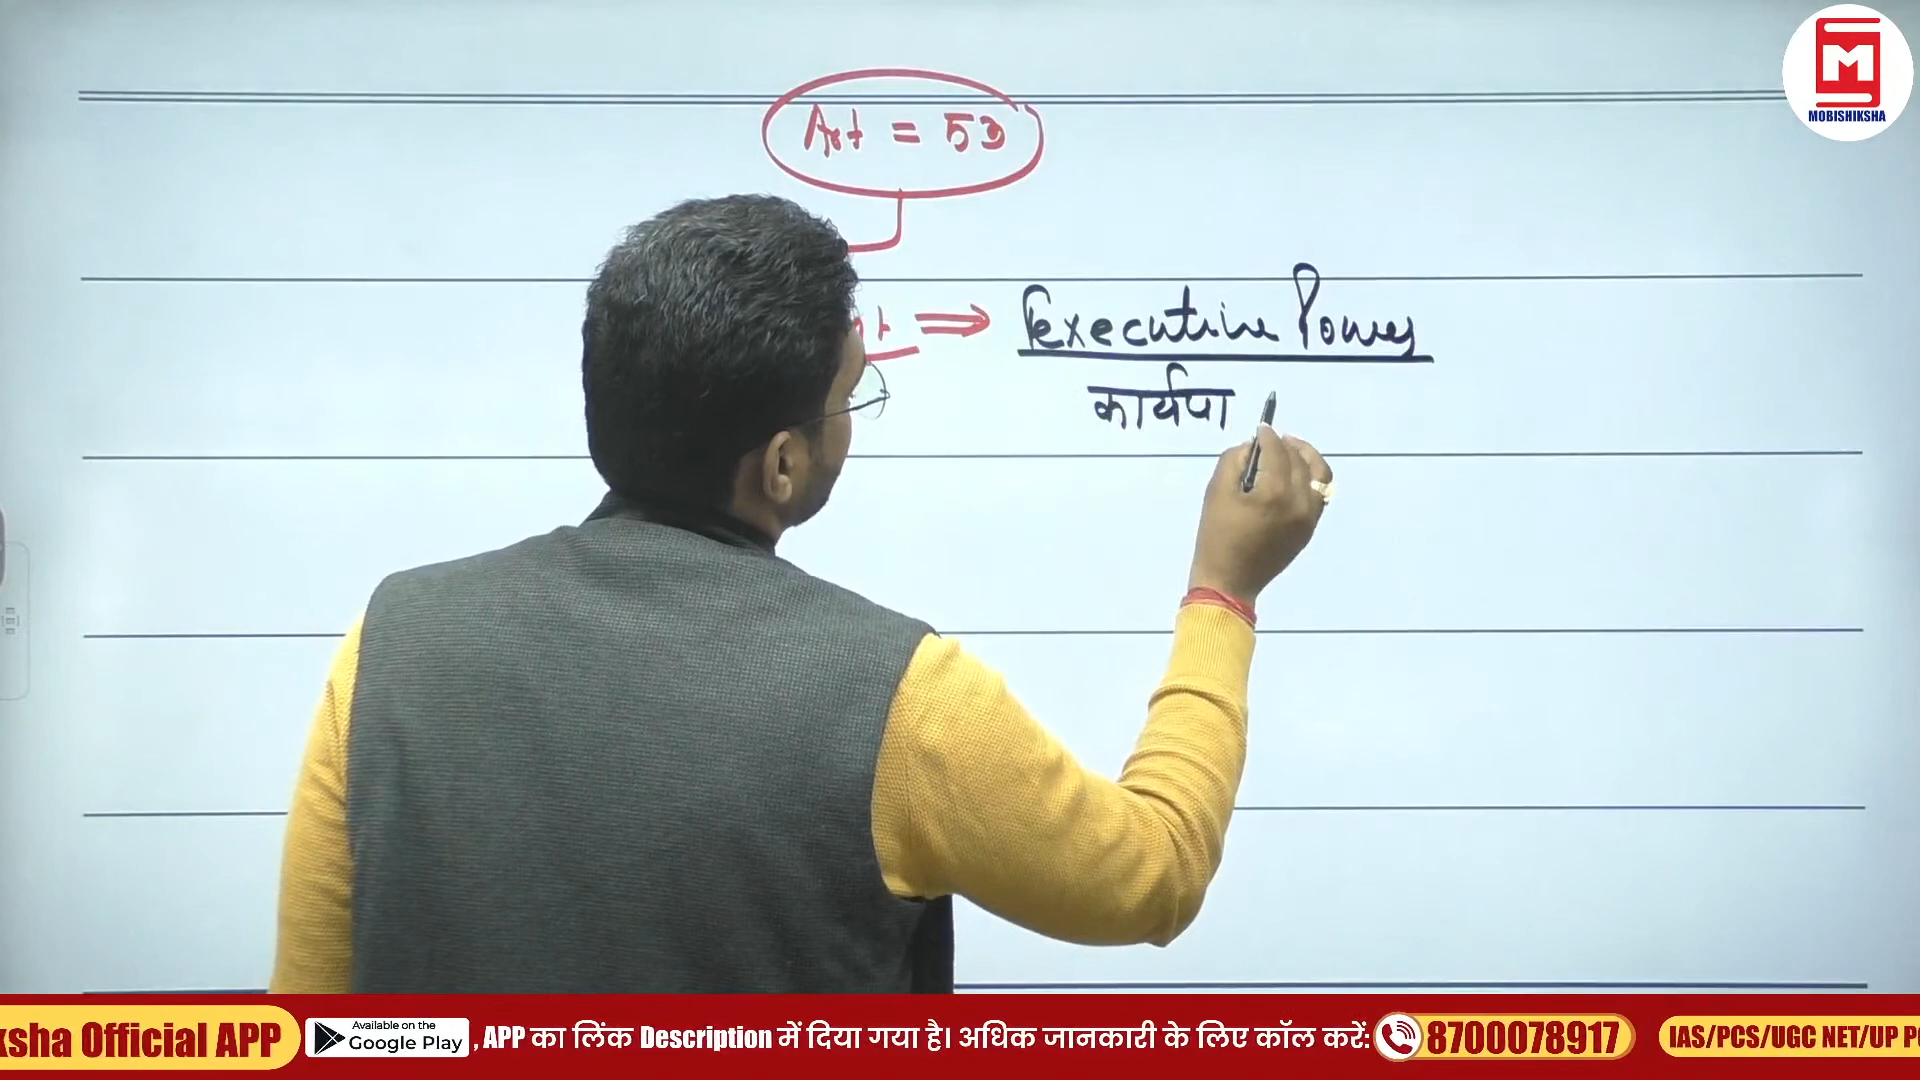 M
MOBISHIKSHA
Art = 53
Executive Power
कार्यपा
ksha Official APP
Available on the
Google Play
, APP का लिंक Description में दिया गया है। अधिक जानकारी के लिए कॉल करें:
8700078917
IAS/PCS/UGC NET/UP P